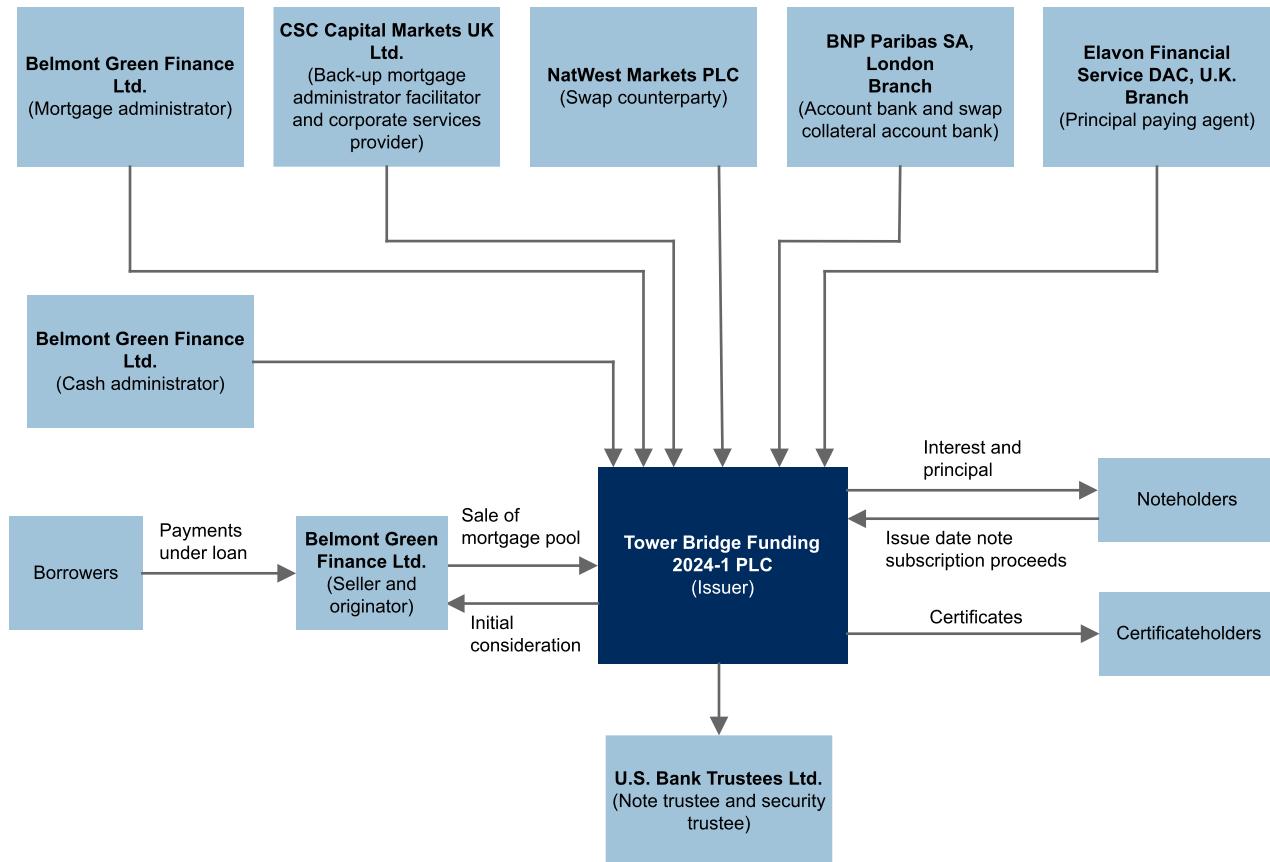 Belmont Green Finance
Ltd.
(Mortgage administrator)
CSC Capital Markets UK
Ltd.
(Back-up mortgage
administrator facilitator
and corporate services
provider)
NatWest Markets PLC
(Swap counterparty)
BNP Paribas SA,
London
Branch
(Account bank and swap
collateral account bank)
Elavon Financial
Service DAC, U.K.
Branch
(Principal paying agent)
Belmont Green Finance
Ltd.
(Cash administrator)
Borrowers
Payments
under loan
Belmont Green
Finance Ltd.
(Seller and
originator)
Sale of
mortgage pool
Initial
consideration
Tower Bridge Funding
2024-1 PLC
(Issuer)
Interest and
principal
Issue date note
subscription proceeds
Noteholders
Certificates
Certificateholders
U.S. Bank Trustees Ltd.
(Note trustee and security
trustee)